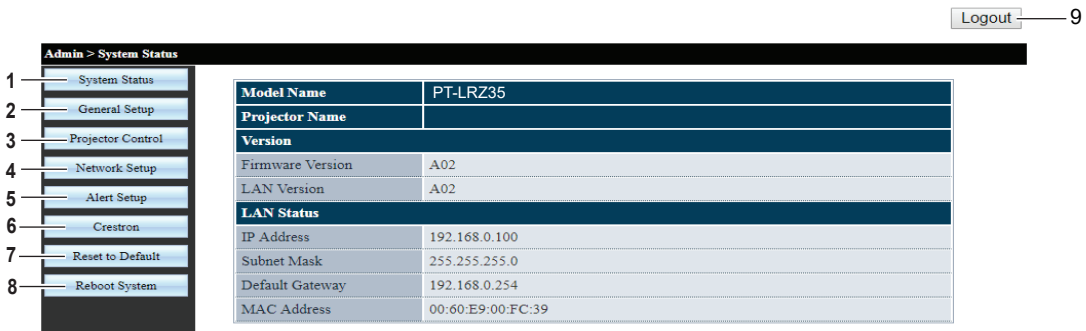 Logout 9
Admin > System Status
1 System Status
2 General Setup
3 Projector Control
4 Network Setup
5 Alert Setup
6 Crestron
7 Reset to Default
8 Reboot System
Model Name PT-LRZ35
Projector Name
Version
Firmware Version A02
LAN Version A02
LAN Status
IP Address 192.168.0.100
Subnet Mask 255.255.255.0
Default Gateway 192.168.0.254
MAC Address 00:60:E9:00:FC:39